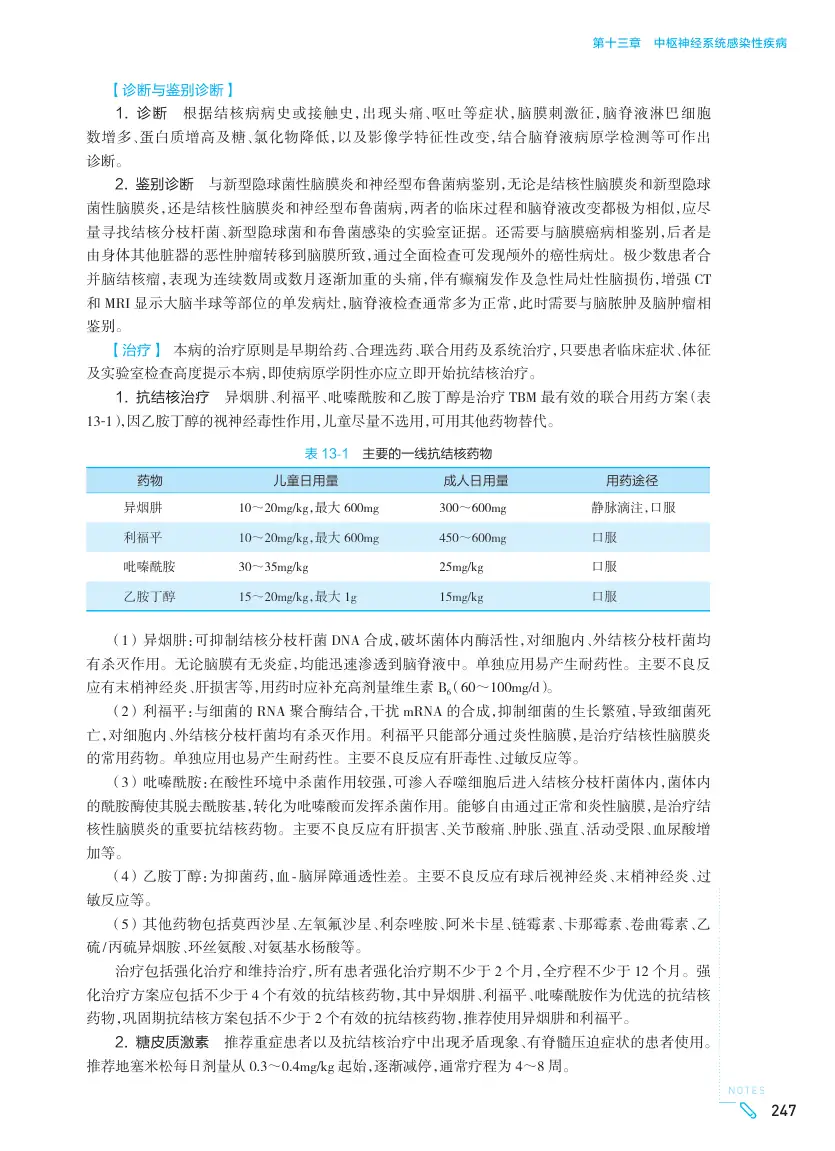 第十三章 中枢神经系统感染性疾病
【诊断与鉴别诊断】
1. 诊断 根据结核病病史或接触史,出现头痛、呕吐等症状,脑膜刺激征,脑脊液淋巴细胞
数增多、蛋白质增高及糖、氯化物降低,以及影像学特征性改变,结合脑脊液病原学检测等可作出
诊断。
2. 鉴别诊断 与新型隐球菌性脑膜炎和神经型布鲁菌病鉴别,无论是结核性脑膜炎和新型隐球
菌性脑膜炎,还是结核性脑膜炎和神经型布鲁菌病,两者的临床过程和脑脊液改变都极为相似,应尽
量寻找结核分枝杆菌、新型隐球菌和布鲁菌感染的实验室证据。还需要与脑膜癌病相鉴别,后者是
由身体其他脏器的恶性肿瘤转移到脑膜所致,通过全面检查可发现颅外的癌性病灶。极少数患者合
并脑结核瘤,表现为连续数周或数月逐渐加重的头痛,伴有癫痫发作及急性局灶性脑损伤,增强 CT
和 MRI 显示大脑半球等部位的单发病灶,脑脊液检查通常多为正常,此时需要与脑脓肿及脑肿瘤相
鉴别。
【治疗】 本病的治疗原则是早期给药、合理选药、联合用药及系统治疗,只要患者临床症状、体征
及实验室检查高度提示本病,即使病原学阴性亦应立即开始抗结核治疗。
1. 抗结核治疗 异烟肼、利福平、吡嗪酰胺和乙胺丁醇是治疗 TBM 最有效的联合用药方案(表
13-1),因乙胺丁醇的视神经毒性作用,儿童尽量不选用,可用其他药物替代。
表 13-1 主要的一线抗结核药物
药物 儿童日用量 成人日用量 用药途径
异烟肼 10～20mg/kg,最大 600mg 300～600mg 静脉滴注,口服
利福平 10～20mg/kg,最大 600mg 450～600mg 口服
吡嗪酰胺 30～35mg/kg 25mg/kg 口服
乙胺丁醇 15～20mg/kg,最大 1g 15mg/kg 口服
(1)异烟肼:可抑制结核分枝杆菌 DNA 合成,破坏菌体内酶活性,对细胞内、外结核分枝杆菌均
有杀灭作用。无论脑膜有无炎症,均能迅速渗透到脑脊液中。单独应用易产生耐药性。主要不良反
应有末梢神经炎、肝损害等,用药时应补充高剂量维生素 B₆(60～100mg/d)。
(2)利福平:与细菌的 RNA 聚合酶结合,干扰 mRNA 的合成,抑制细菌的生长繁殖,导致细菌死
亡,对细胞内、外结核分枝杆菌均有杀灭作用。利福平只能部分通过炎性脑膜,是治疗结核性脑膜炎
的常用药物。单独应用也易产生耐药性。主要不良反应有肝毒性、过敏反应等。
(3)吡嗪酰胺:在酸性环境中杀菌作用较强,可渗入吞噬细胞后进入结核分枝杆菌体内,菌体内
的酰胺酶使其脱去酰胺基,转化为吡嗪酸而发挥杀菌作用。能够自由通过正常和炎性脑膜,是治疗结
核性脑膜炎的重要抗结核药物。主要不良反应有肝损害、关节酸痛、肿胀、强直、活动受限、血尿酸增
加等。
(4)乙胺丁醇:为抑菌药,血-脑屏障通透性差。主要不良反应有球后视神经炎、末梢神经炎、过
敏反应等。
(5)其他药物包括莫西沙星、左氧氟沙星、利奈唑胺、阿米卡星、链霉素、卡那霉素、卷曲霉素、乙
硫/丙硫异烟胺、环丝氨酸、对氨基水杨酸等。
治疗包括强化治疗和维持治疗,所有患者强化治疗期不少于 2 个月,全疗程不少于 12 个月。强
化治疗方案应包括不少于 4 个有效的抗结核药物,其中异烟肼、利福平、吡嗪酰胺作为优选的抗结核
药物,巩固期抗结核方案包括不少于 2 个有效的抗结核药物,推荐使用异烟肼和利福平。
2. 糖皮质激素 推荐重症患者以及抗结核治疗中出现矛盾现象、有脊髓压迫症状的患者使用。
推荐地塞米松每日剂量从 0.3～0.4mg/kg 起始,逐渐减停,通常疗程为 4～8 周。
NOTES
247